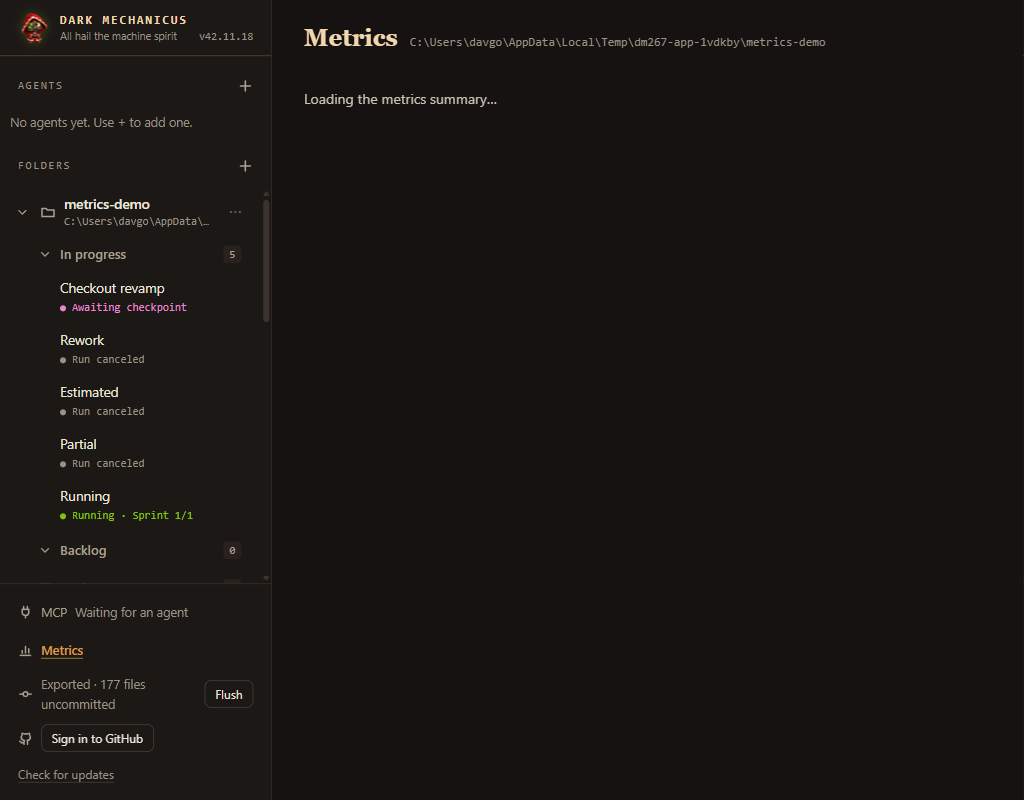 DARK MECHANICUS
All hail the machine spirit v42.11.18
AGENTS
No agents yet. Use + to add one.
FOLDERS
metrics-demo
C:\Users\davgo\AppData\…
In progress 5
Checkout revamp
Awaiting checkpoint
Rework
Run canceled
Estimated
Run canceled
Partial
Run canceled
Running
Running · Sprint 1/1
Backlog 0
MCP Waiting for an agent
Metrics
Exported · 177 files
uncommitted
Flush
Sign in to GitHub
Check for updates
Metrics C:\Users\davgo\AppData\Local\Temp\dm267-app-1vdkby\metrics-demo
Loading the metrics summary…